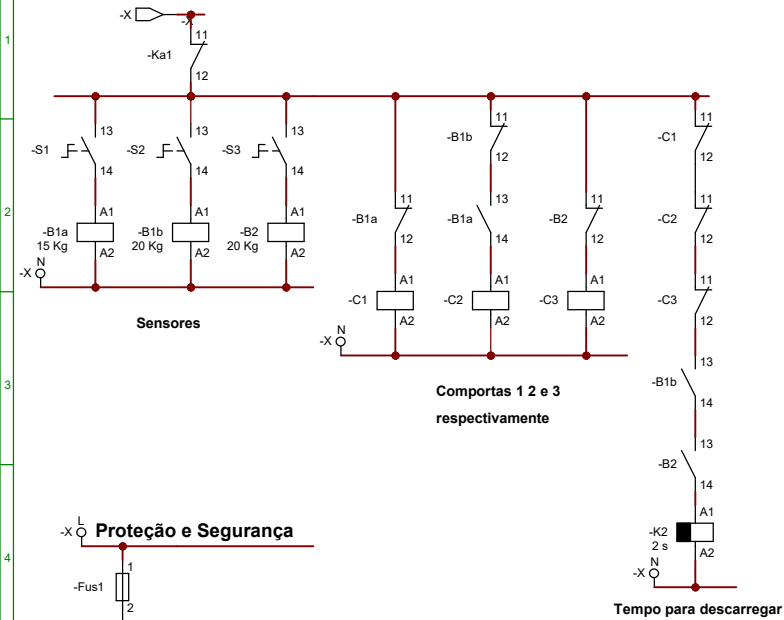 -X
-X
11
-Ka1
12
1
13
-S1
14
13
-S2
14
13
-S3
14
11
-B1b
12
11
-C1
12
2
A1
-B1a
15 Kg
A2
A1
-B1b
20 Kg
A2
A1
-B2
20 Kg
A2
11
-B1a
12
13
-B1a
14
11
-B2
12
11
-C2
12
N
-X
A1
-C1
A2
A1
-C2
A2
A1
-C3
A2
11
-C3
12
Sensores
N
-X
3
Comportas 1 2 e 3
respectivamente
13
-B1b
14
13
-B2
14
L
-X
Proteção e Segurança
A1
-K2
2 s
A2
4
1
-Fus1
2
N
-X
Tempo para descarregar